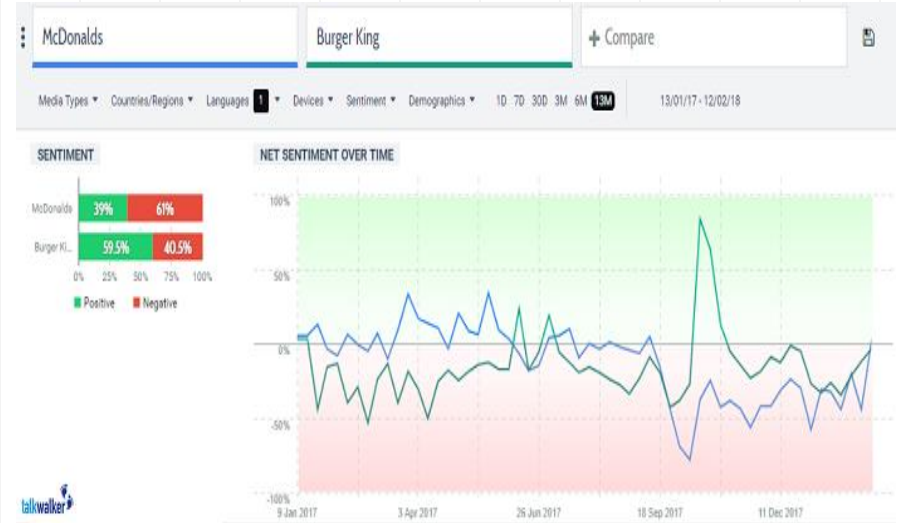 McDonalds
Burger King
+ Compare
Media Types Countries/Regions Languages 1 Devices Sentiment Demographics 1D 7D 30D 3M 6M 13M 13/01/17 - 12/02/18
SENTIMENT
NET SENTIMENT OVER TIME
McDonalds 39% 61%
Burger Ki... 59.5% 40.5%
0% 25% 50% 75% 100%
Positive Negative
100%
50%
0%
-50%
-100%
9 Jan 2017 3 Apr 2017 26 Jun 2017 18 Sep 2017 11 Dec 2017
talkwalker